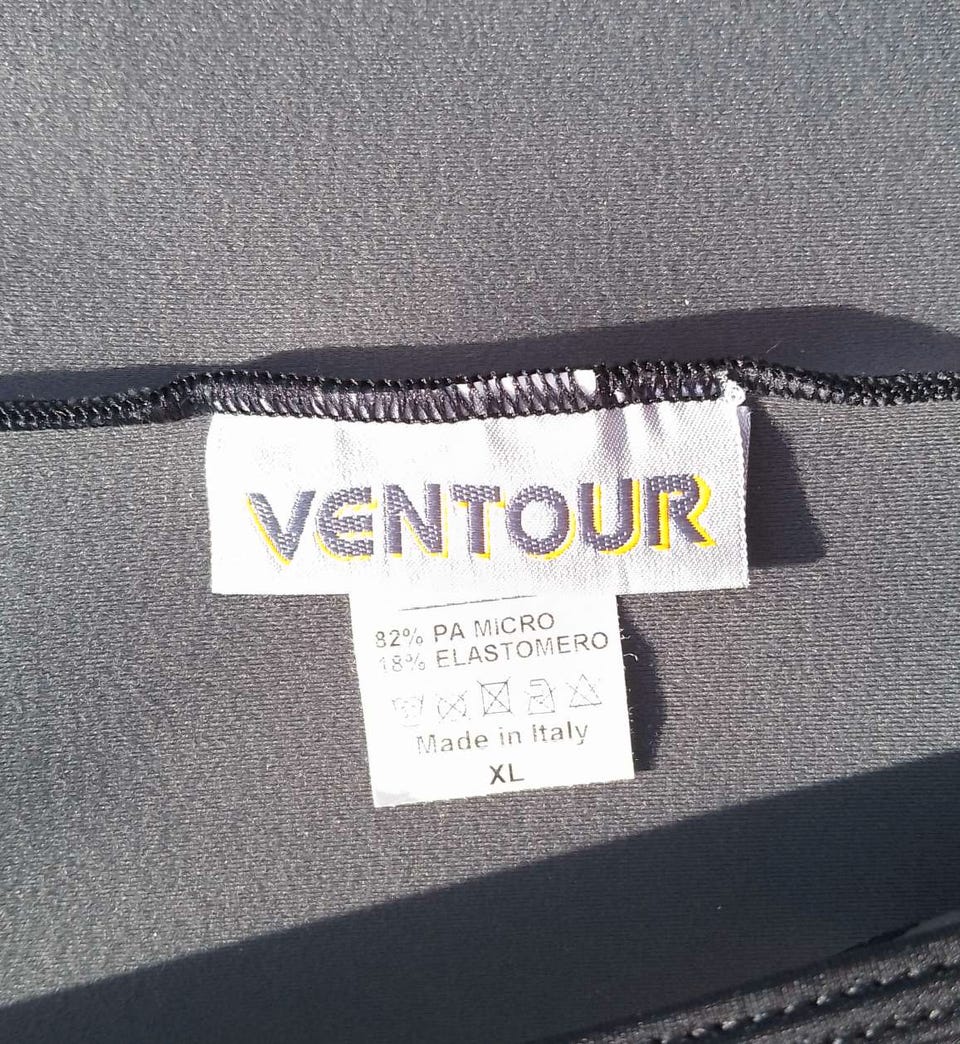 VENTOUR
82% PA MICRO
18% ELASTOMERO
Made in Italy
XL